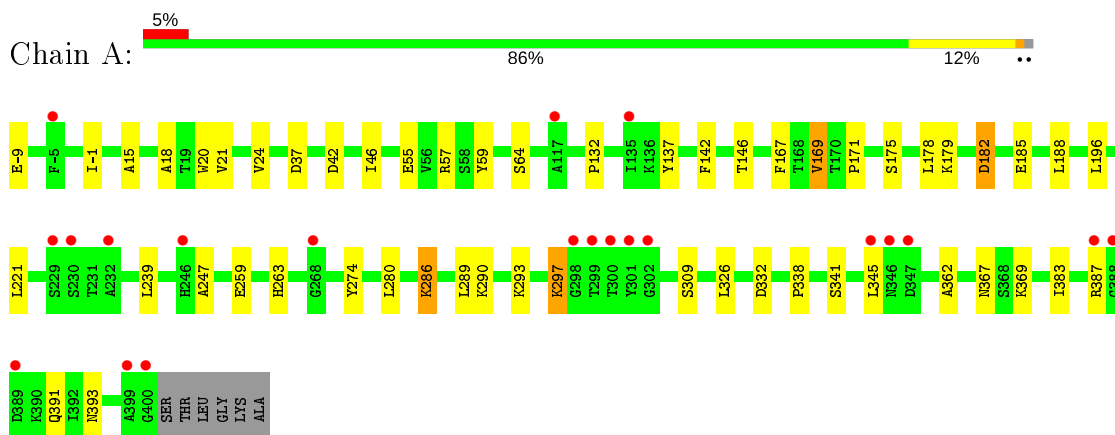 5%
Chain A:
86% 12%
E-9 F-5 I-1 A15 A18 T19 W20 V21 V24 D37 D42 I46 E55 V56 R57 S58 Y59 S64 A117 P132 I135 K136 Y137 F142 T146 F167 T168 V169 T170 P171 S175 L178 K179 D182 E185 L188 L196
L221 S229 S230 T231 A232 L239 H246 A247 E259 H263 G268 Y274 L280 K286 L289 K290 K293 K297 G298 T299 T300 Y301 G302 S309 L326 D332 P338 S341 L345 N346 D347 A362 N367 S368 K369 I383 R387 G388
D389 K390 Q391 I392 N393 A399 G400 SER THR LEU GLY LYS ALA